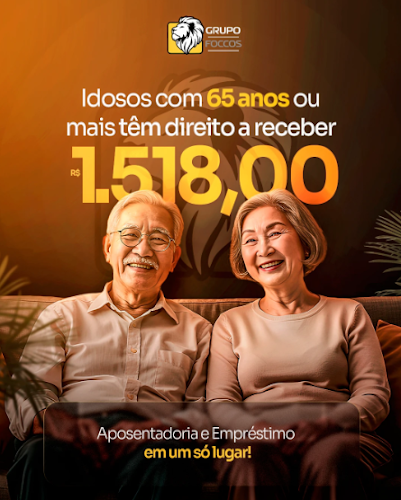 GRUPO
FOCCOS
Idosos com 65 anos ou
mais têm direito a receber
R$ 1.518,00
Aposentadoria e Empréstimo
em um só lugar!